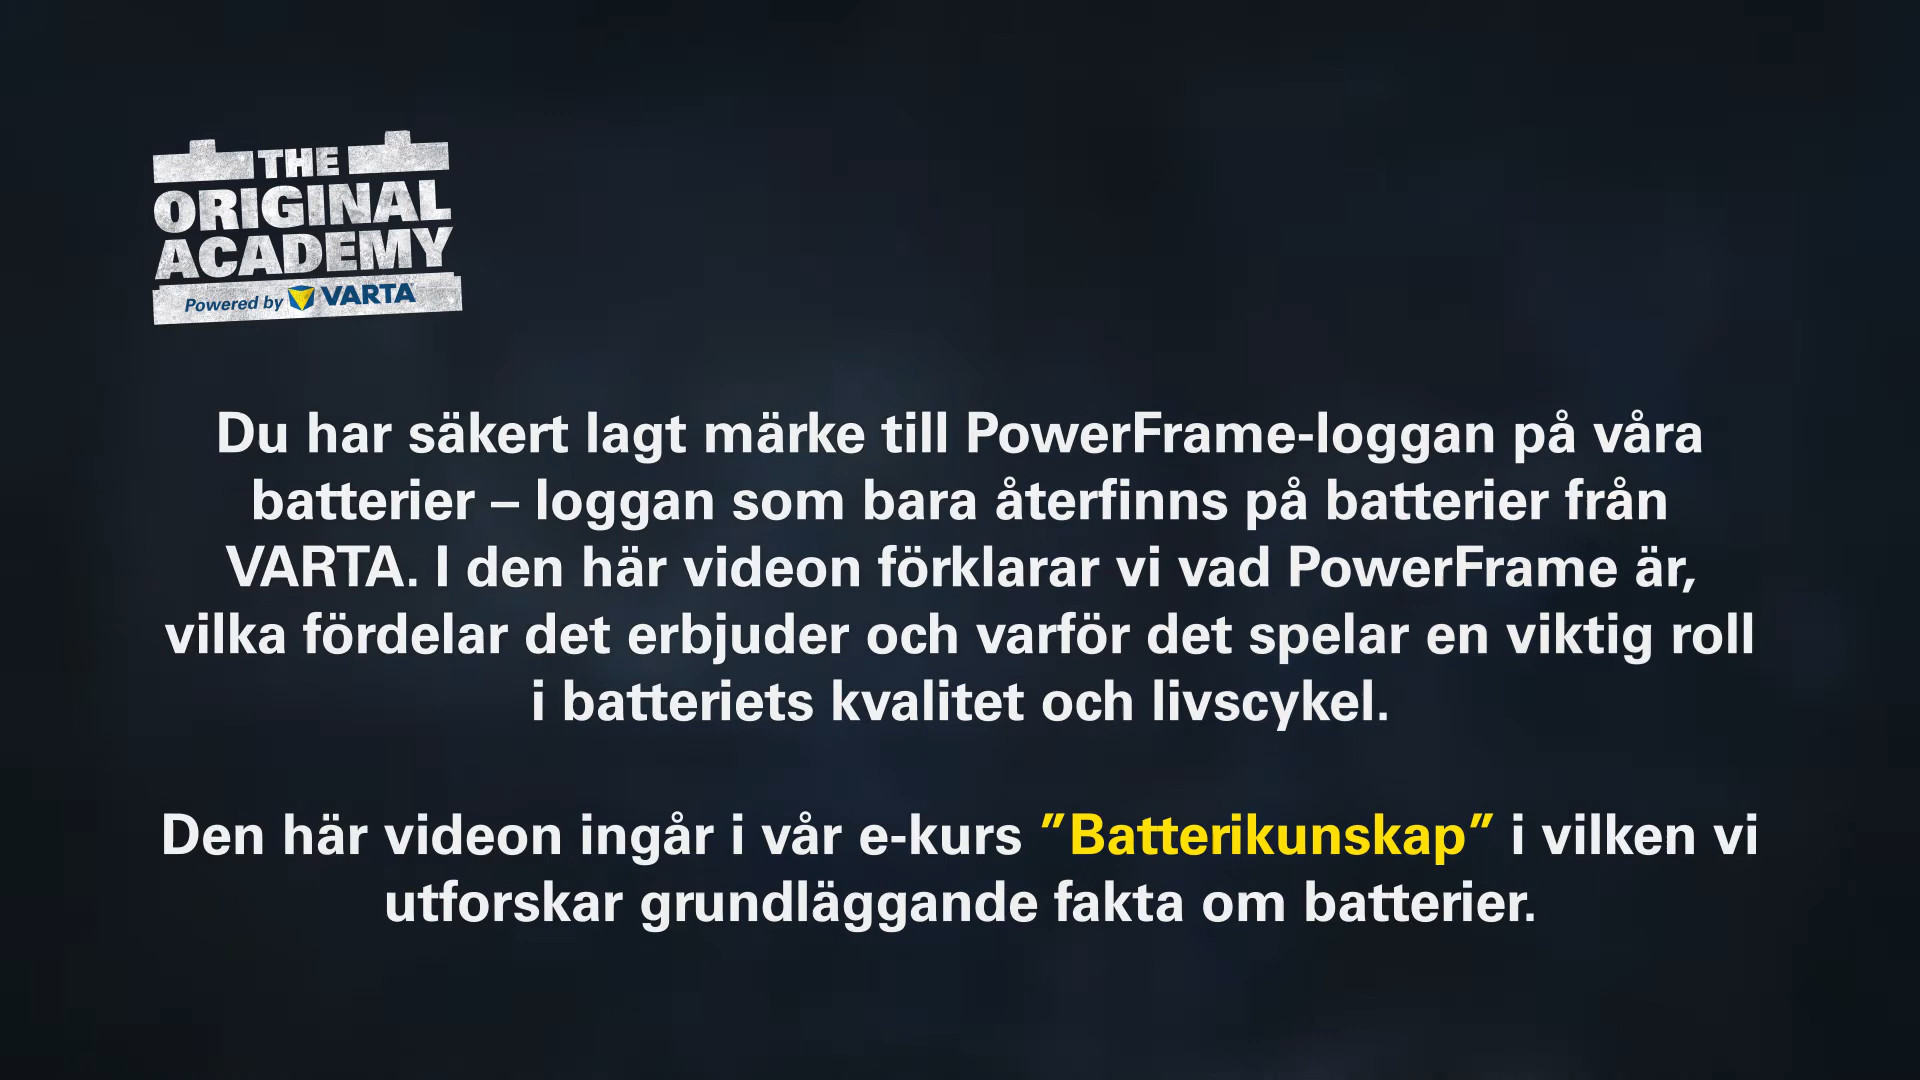 THE
ORIGINAL
ACADEMY
Powered by VARTA
Du har säkert lagt märke till PowerFrame-loggan på våra
batterier – loggan som bara återfinns på batterier från
VARTA. I den här videon förklarar vi vad PowerFrame är,
vilka fördelar det erbjuder och varför det spelar en viktig roll
i batteriets kvalitet och livscykel.
Den här videon ingår i vår e-kurs ”Batterikunskap” i vilken vi
utforskar grundläggande fakta om batterier.